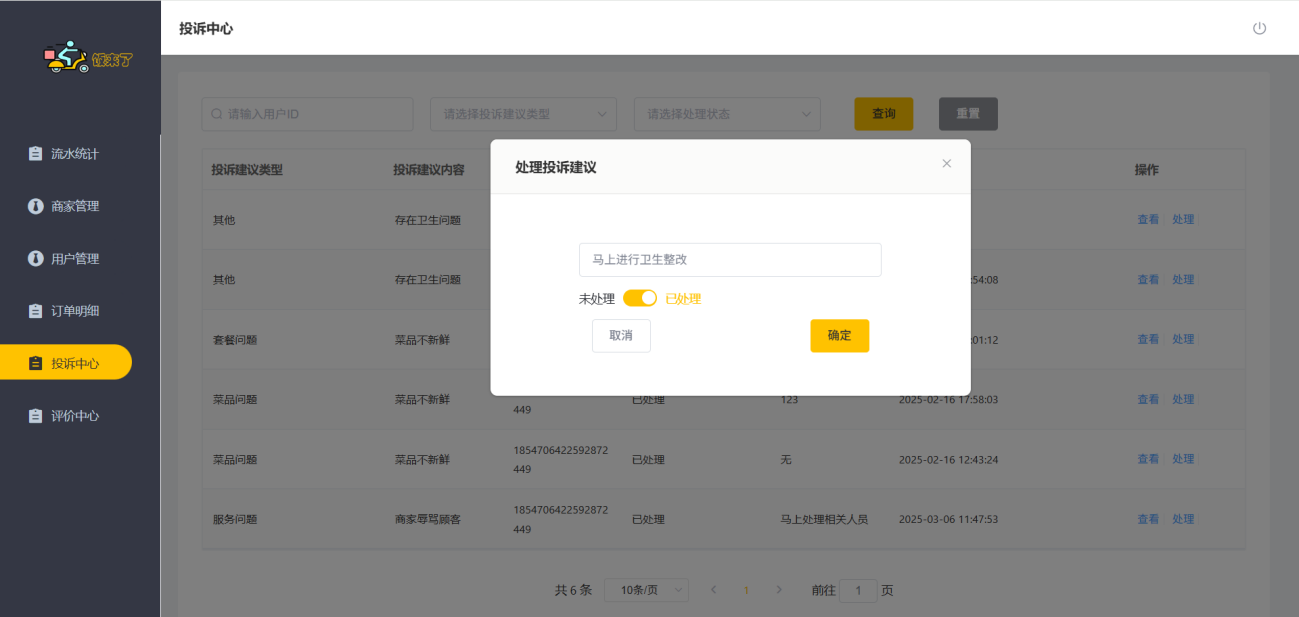 饭来了
投诉中心
流水统计
商家管理
用户管理
订单明细
投诉中心
评价中心
请输入用户ID
请选择投诉建议类型
请选择处理状态
查询
重置
投诉建议类型 投诉建议内容 操作
其他 存在卫生问题 查看 处理
其他 存在卫生问题 :54:08 查看 处理
套餐问题 菜品不新鲜 :01:12 查看 处理
菜品问题 菜品不新鲜 449 已处理 123 2025-02-16 17:58:03 查看 处理
菜品问题 菜品不新鲜 1854706422592872
449 已处理 无 2025-02-16 12:43:24 查看 处理
服务问题 商家辱骂顾客 1854706422592872
449 已处理 马上处理相关人员 2025-03-06 11:47:53 查看 处理
处理投诉建议
马上进行卫生整改
未处理 已处理
取消 确定
共 6 条 10条/页 1 前往 1 页